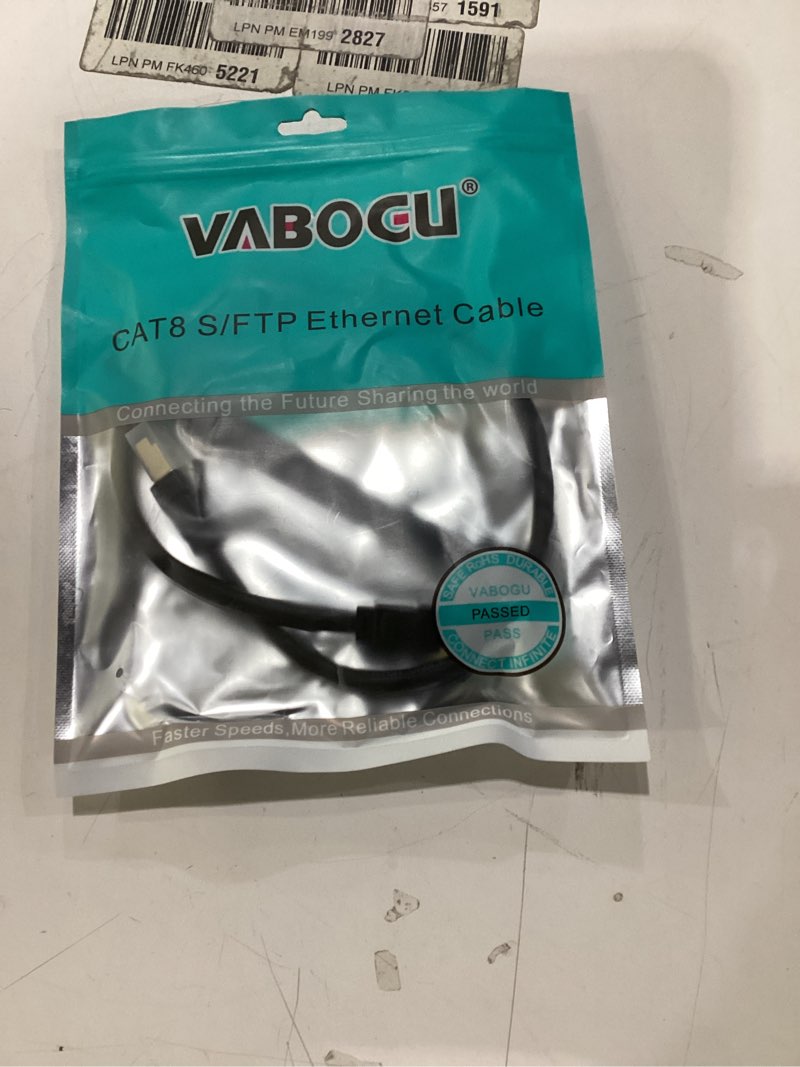 57 1591
LPN PM EM199 2827
LPN PM FK460 5221
LPN PM
VABOGU®
CAT8 S/FTP Ethernet Cable
Connecting the Future Sharing the world
SAFE RoHS DURABLE
VABOGU
PASSED
PASS
CONNECT INFINITE
Faster Speeds,More Reliable Connections